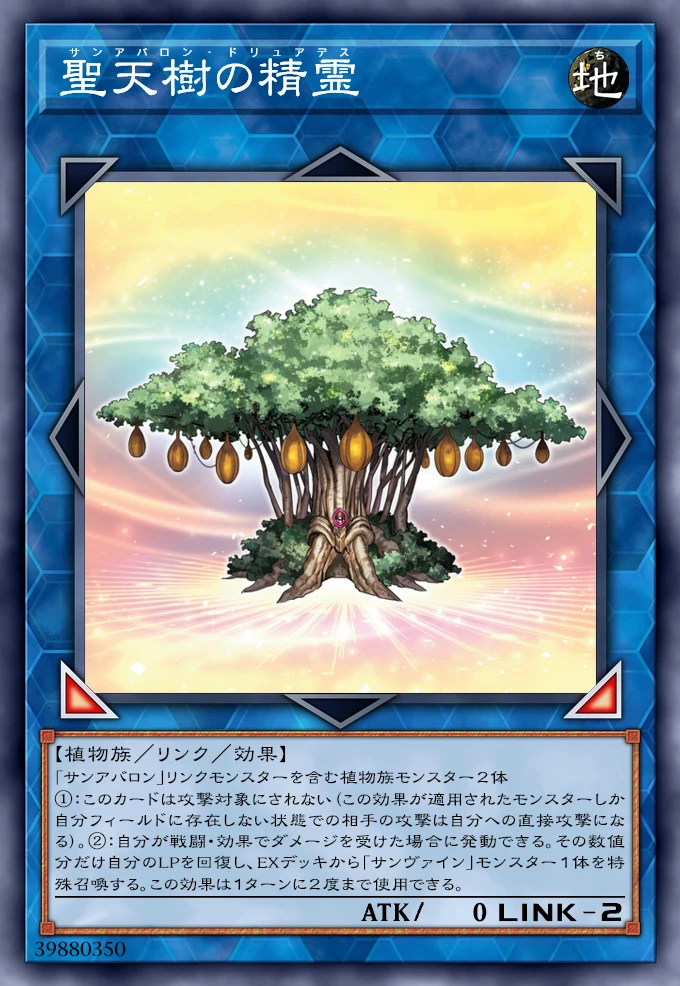 サンアバロン・ドリュアデス
聖天樹の精霊
ち
地
【植物族／リンク／効果】
「サンアバロン」リンクモンスターを含む植物族モンスター２体
①：このカードは攻撃対象にされない（この効果が適用されたモンスターしか
自分フィールドに存在しない状態での相手の攻撃は自分への直接攻撃にな
る）。②：自分が戦闘・効果でダメージを受けた場合に発動できる。その数値
分だけ自分のLPを回復し、EXデッキから「サンヴァイン」モンスター１体を特
殊召喚する。この効果は１ターンに２度まで使用できる。
ATK/ 0 LINK-2
39880350